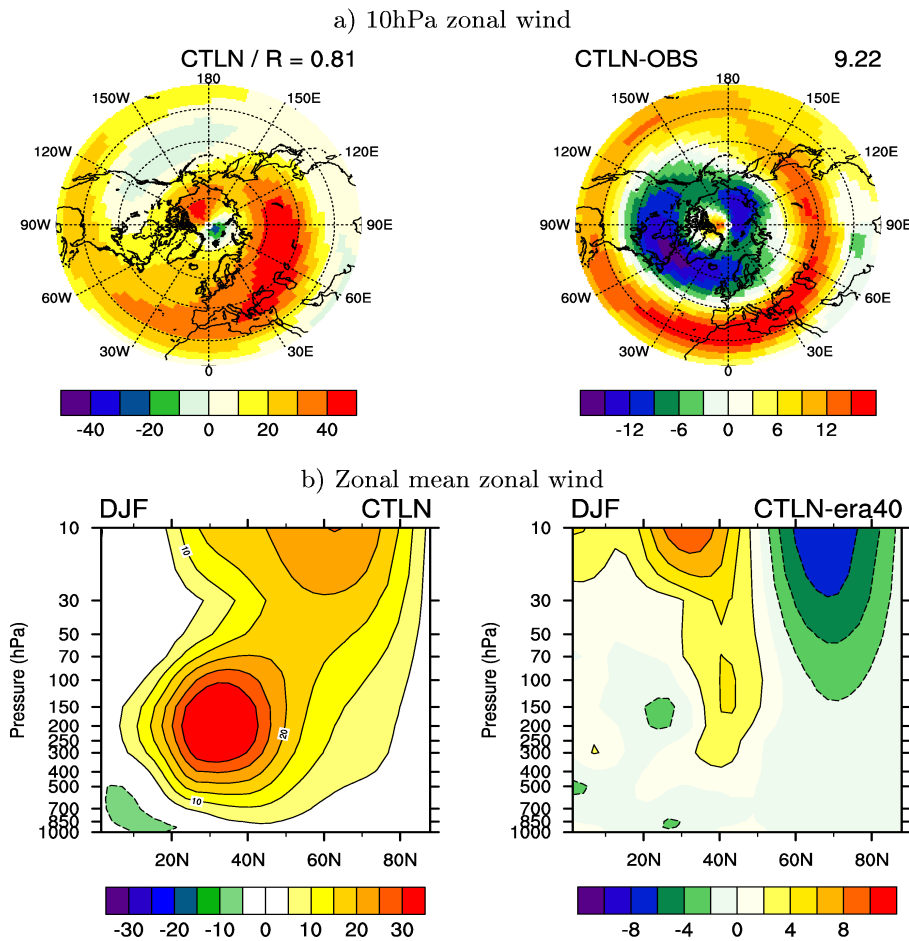 a) 10hPa zonal wind
CTLN / R = 0.81
CTLN-OBS 9.22
180
150W 150E
120W 120E
90W 90E
60W 60E
30W 30E
0
180
150W 150E
120W 120E
90W 90E
60W 60E
30W 30E
0
-40 -20 0 20 40
-12 -6 0 6 12
b) Zonal mean zonal wind
DJF CTLN
DJF CTLN-era40
Pressure (hPa)
10
30
50
70
100
150
200
250
300
400
500
700
850
1000
10
20
10
20N 40N 60N 80N
-30 -20 -10 0 10 20 30
Pressure (hPa)
10
30
50
70
100
150
200
250
300
400
500
700
850
1000
20N 40N 60N 80N
-8 -4 0 4 8